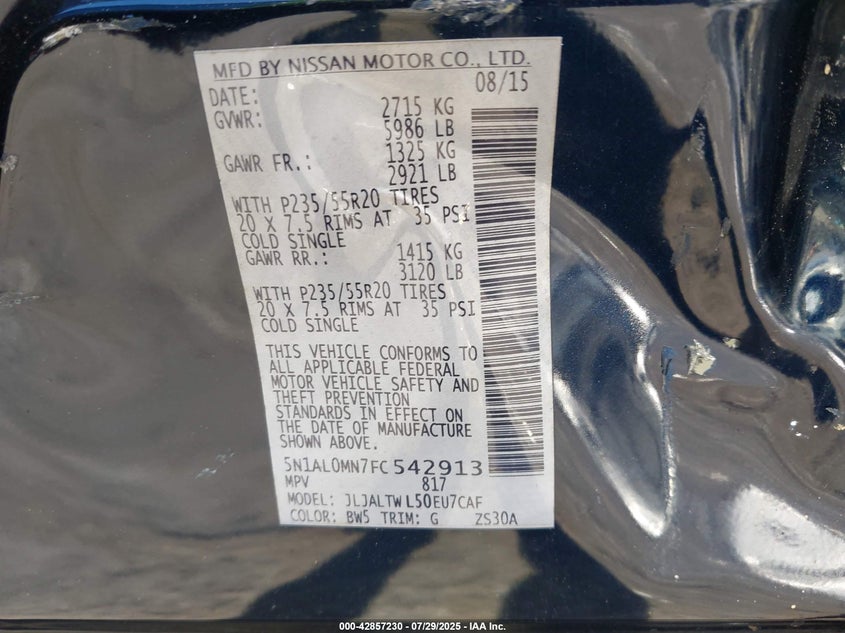 MFD BY NISSAN MOTOR CO., LTD.
DATE: 08/15
GVWR: 2715 KG
5986 LB
GAWR FR.: 1325 KG
2921 LB
WITH P235/55R20 TIRES
20 X 7.5 RIMS AT 35 PSI
COLD SINGLE
GAWR RR.: 1415 KG
3120 LB
WITH P235/55R20 TIRES
20 X 7.5 RIMS AT 35 PSI
COLD SINGLE
THIS VEHICLE CONFORMS TO
ALL APPLICABLE FEDERAL
MOTOR VEHICLE SAFETY AND
THEFT PREVENTION
STANDARDS IN EFFECT ON
THE DATE OF MANUFACTURE
SHOWN ABOVE.
5N1AL0MN7FC542913
MPV 817
MODEL: JLJALTWL50EU7CAF
COLOR: BW5 TRIM: G ZS30A
000-42857230 - 07/29/2025 - IAA Inc.